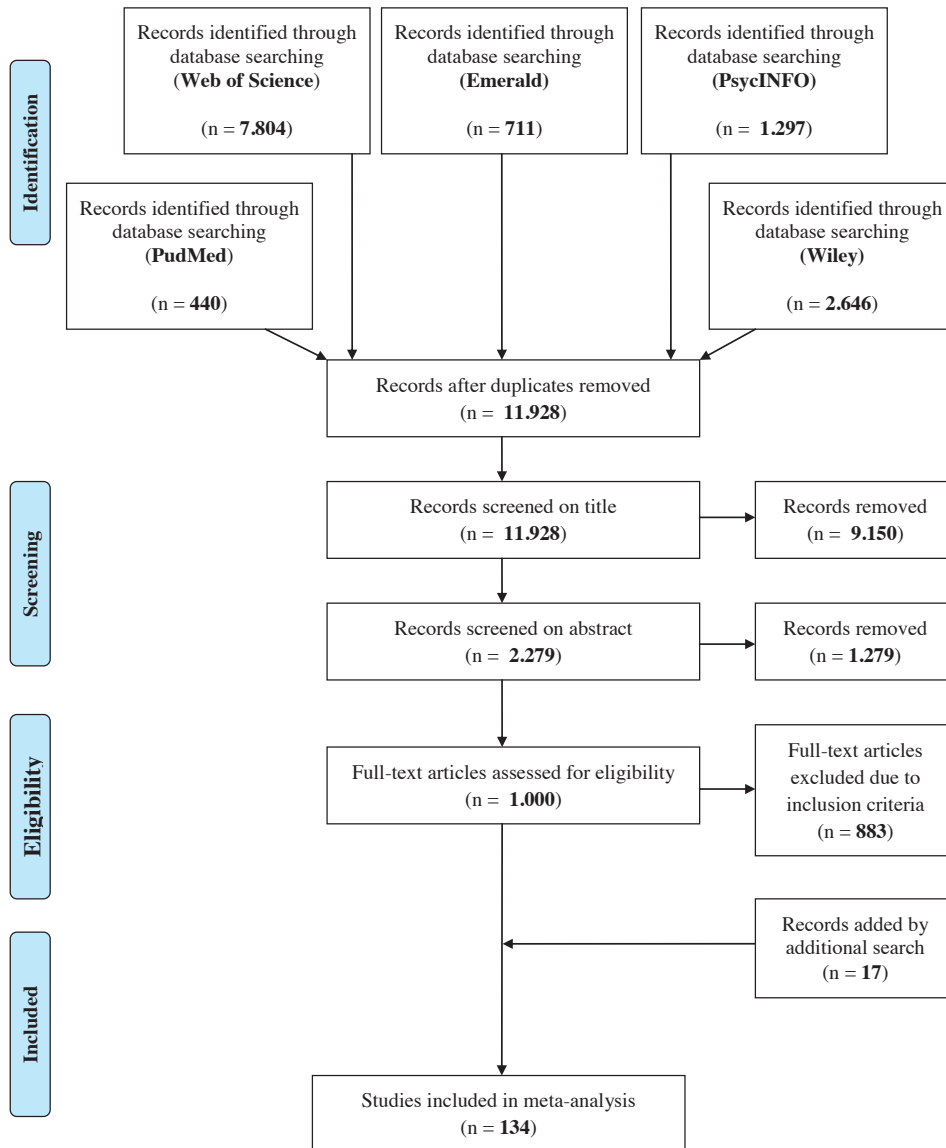 Identification
Records identified through
database searching
(Web of Science)
(n = 7.804)
Records identified through
database searching
(Emerald)
(n = 711)
Records identified through
database searching
(PsycINFO)
(n = 1.297)
Records identified through
database searching
(PudMed)
(n = 440)
Records identified through
database searching
(Wiley)
(n = 2.646)
Records after duplicates removed
(n = 11.928)
Screening
Records screened on title
(n = 11.928)
Records removed
(n = 9.150)
Records screened on abstract
(n = 2.279)
Records removed
(n = 1.279)
Eligibility
Full-text articles assessed for eligibility
(n = 1.000)
Full-text articles
excluded due to
inclusion criteria
(n = 883)
Included
Records added by
additional search
(n = 17)
Studies included in meta-analysis
(n = 134)